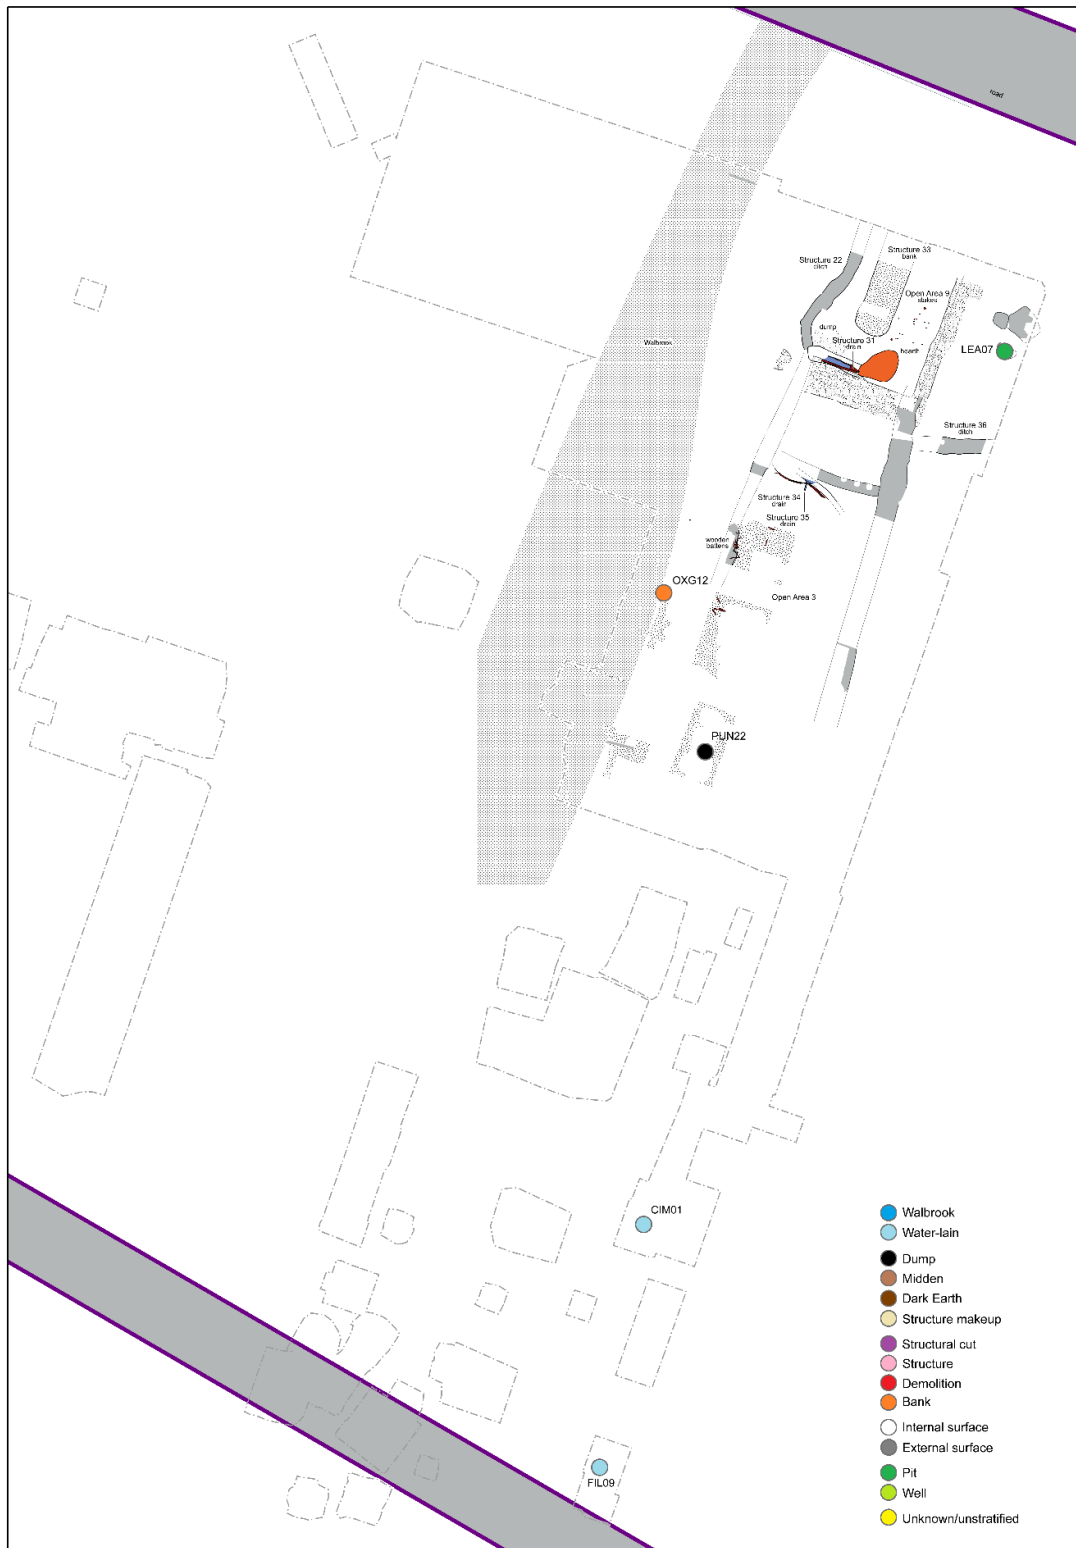 road
Structure 33
bank
Structure 22
ditch
Open Area 9
stakes
dump
Structure 31
drain
hearth
Walbrook
LEA07
Structure 36
ditch
Structure 34
drain
Structure 35
drain
wooden
battens
OXG12
Open Area 3
PUN22
CIM01
FIL09
Walbrook
Water-lain
Dump
Midden
Dark Earth
Structure makeup
Structural cut
Structure
Demolition
Bank
Internal surface
External surface
Pit
Well
Unknown/unstratified